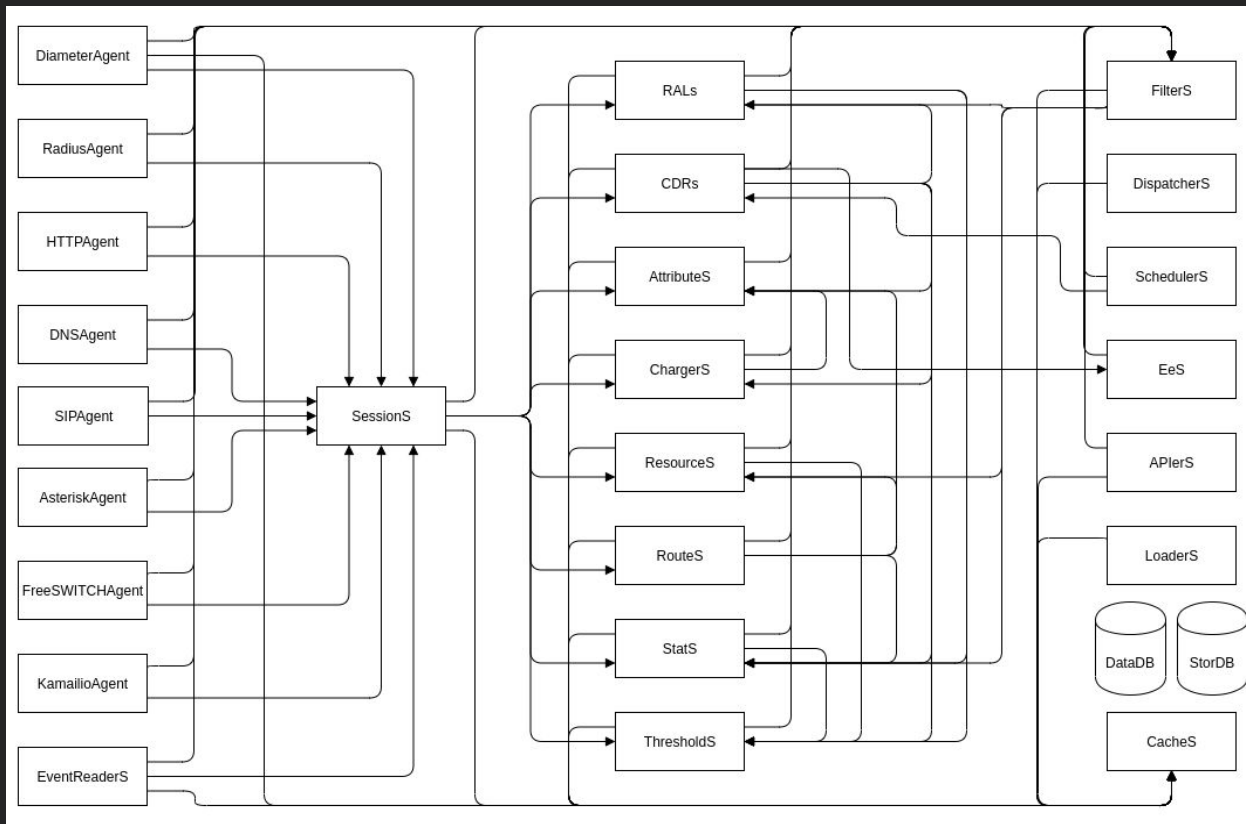 DiameterAgent
RadiusAgent
HTTPAgent
DNSAgent
SIPAgent
AsteriskAgent
FreeSWITCHAgent
KamailioAgent
EventReaderS
SessionS
RALs
CDRs
AttributeS
ChargerS
ResourceS
RouteS
StatS
ThresholdS
FilterS
DispatcherS
SchedulerS
EeS
APIerS
LoaderS
DataDB
StorDB
CacheS